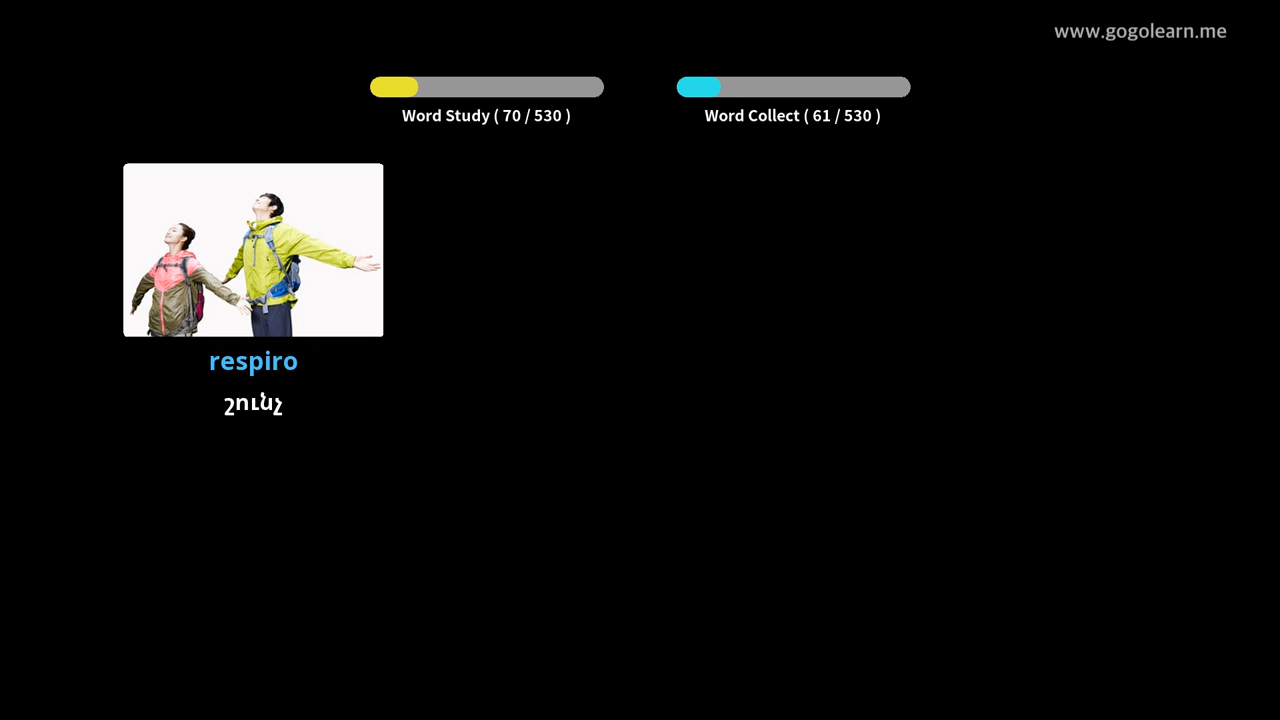 www.gogolearn.me
Word Study ( 70 / 530 )
Word Collect ( 61 / 530 )
respiro
շունչ